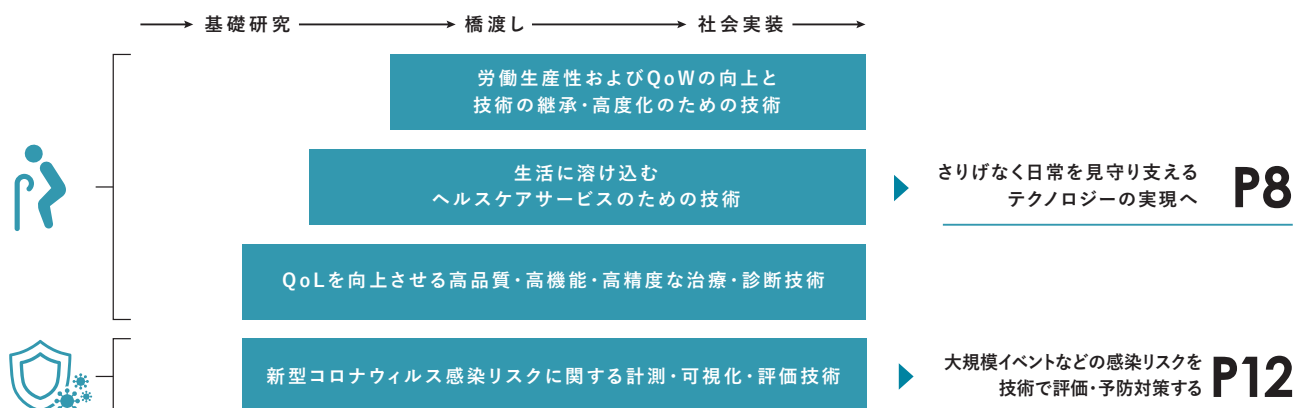 基礎研究 橋渡し 社会実装
労働生産性およびQoWの向上と
技術の継承・高度化のための技術
生活に溶け込む
ヘルスケアサービスのための技術
さりげなく日常を見守り支える
テクノロジーの実現へ
P8
QoLを向上させる高品質・高機能・高精度な治療・診断技術
新型コロナウィルス感染リスクに関する計測・可視化・評価技術
大規模イベントなどの感染リスクを
技術で評価・予防対策する
P12